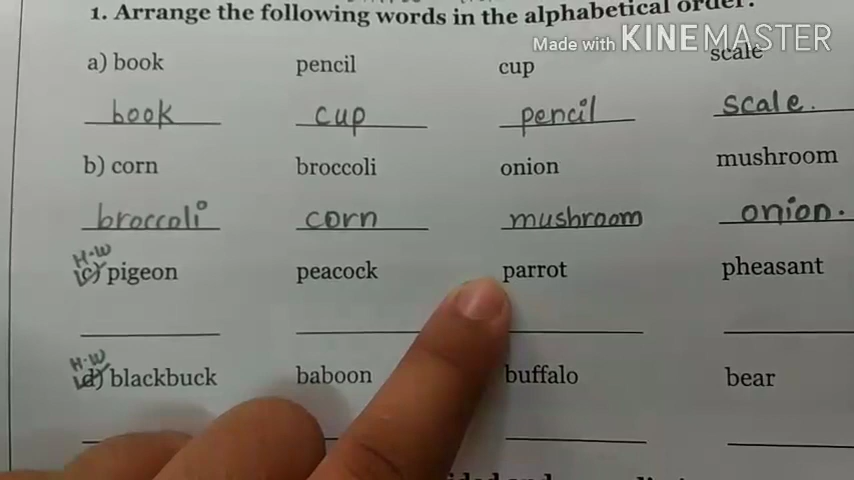 1. Arrange the following words in the alphabetical order.
Made with KINEMASTER
a) book pencil cup scale
book cup pencil scale.
b) corn broccoli onion mushroom
broccoli corn mushroom onion.
H.W
(c) pigeon peacock parrot pheasant
H.W
(d) blackbuck baboon buffalo bear